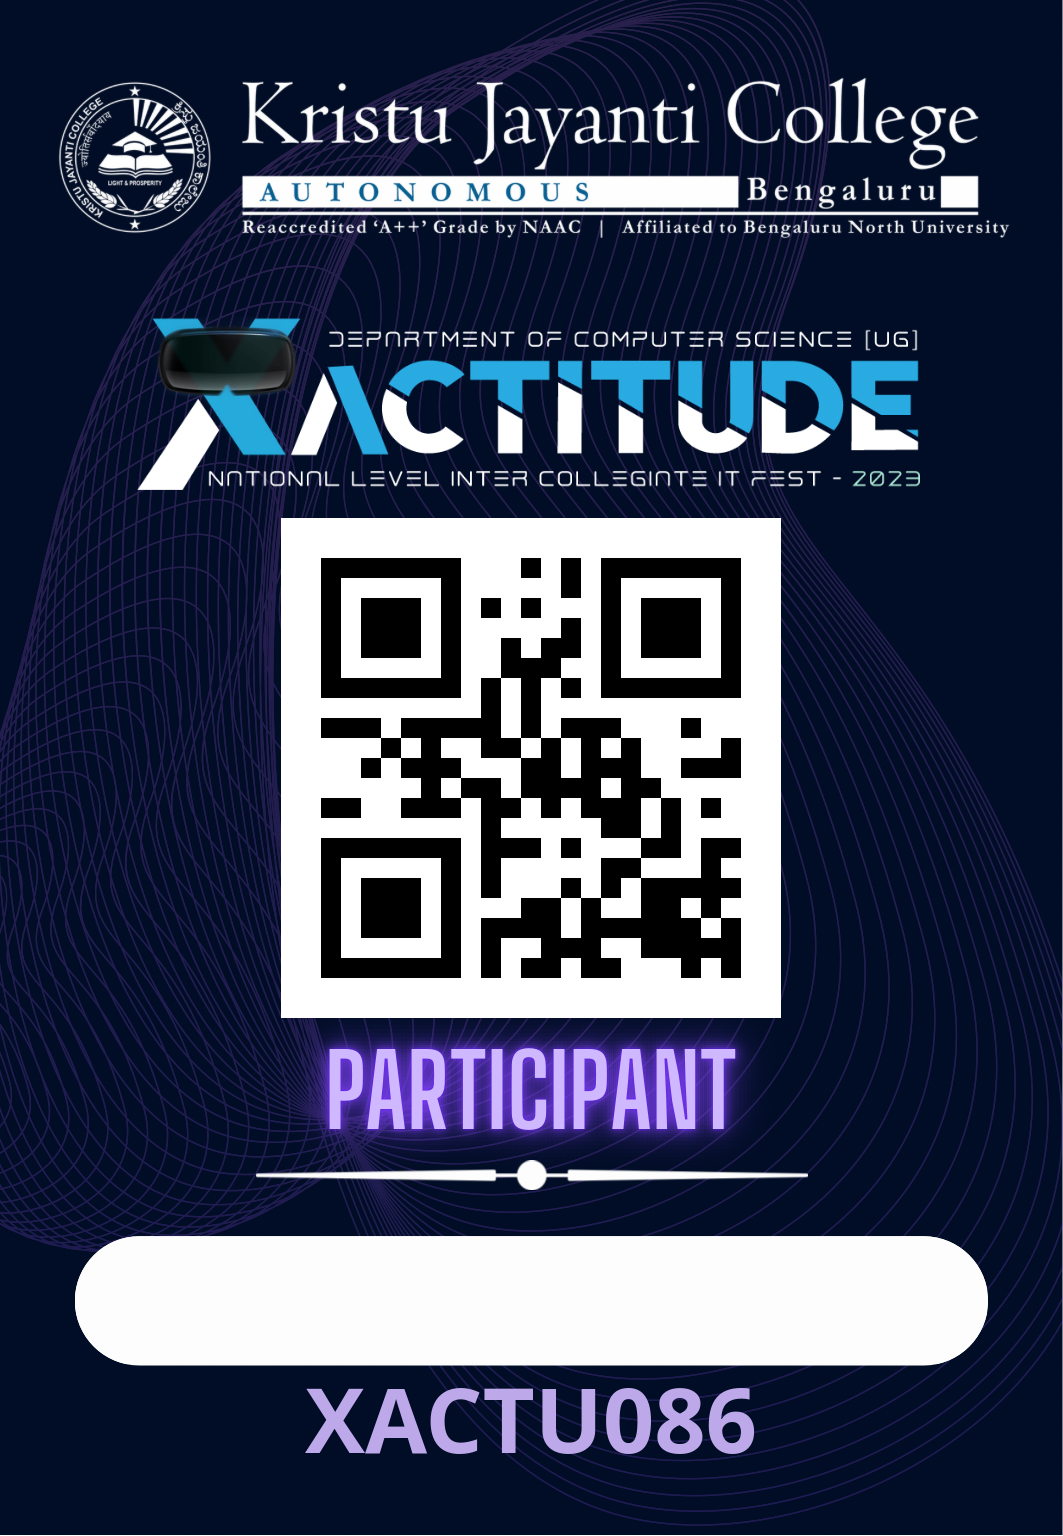 Kristu Jayanti College
AUTONOMOUS Bengaluru
Reaccredited ‘A++’ Grade by NAAC | Affiliated to Bengaluru North University
KRISTU JAYANTI COLLEGE
LIGHT & PROSPERITY
DEPARTMENT OF COMPUTER SCIENCE [UG]
XACTITUDE
NATIONAL LEVEL INTER COLLEGIATE IT FEST - 2023
PARTICIPANT
XACTU086